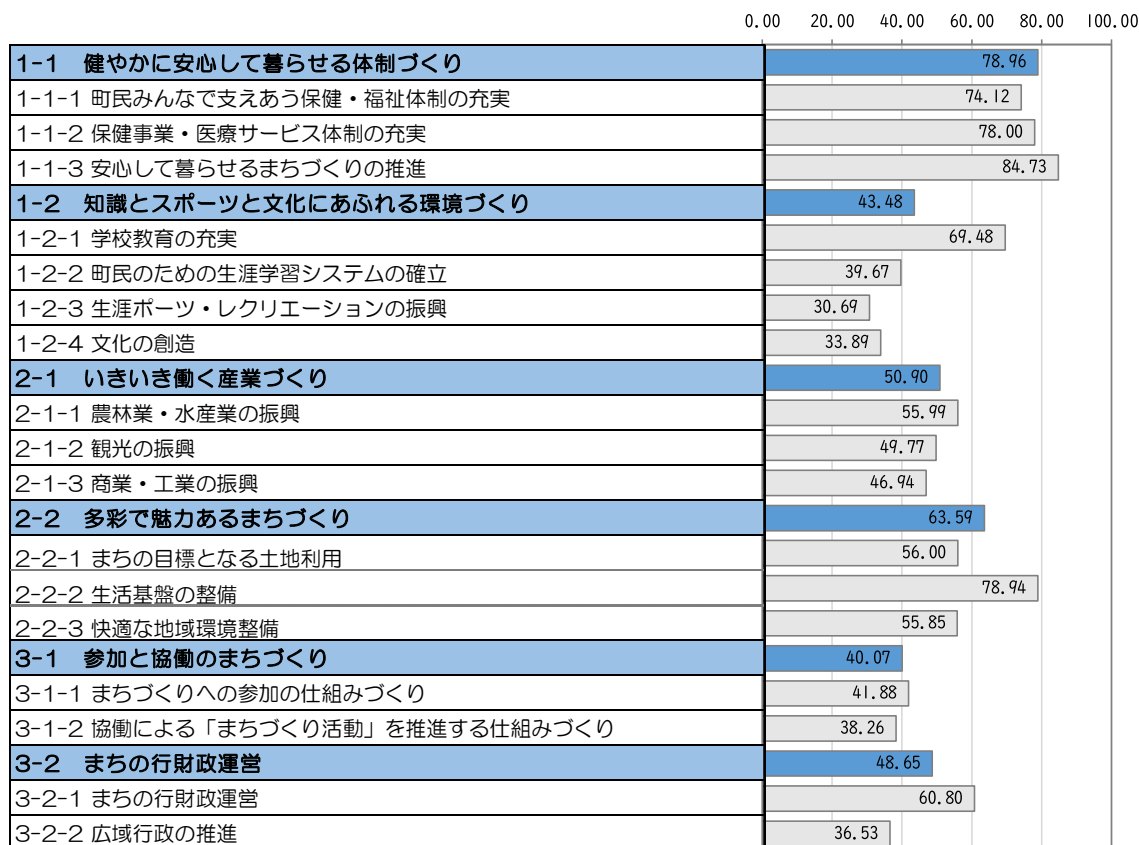 0.00 20.00 40.00 60.00 80.00 100.00
1-1 健やかに安心して暮らせる体制づくり 78.96
1-1-1 町民みんなで支えあう保健・福祉体制の充実 74.12
1-1-2 保健事業・医療サービス体制の充実 78.00
1-1-3 安心して暮らせるまちづくりの推進 84.73
1-2 知識とスポーツと文化にあふれる環境づくり 43.48
1-2-1 学校教育の充実 69.48
1-2-2 町民のための生涯学習システムの確立 39.67
1-2-3 生涯ポーツ・レクリエーションの振興 30.69
1-2-4 文化の創造 33.89
2-1 いきいき働く産業づくり 50.90
2-1-1 農林業・水産業の振興 55.99
2-1-2 観光の振興 49.77
2-1-3 商業・工業の振興 46.94
2-2 多彩で魅力あるまちづくり 63.59
2-2-1 まちの目標となる土地利用 56.00
2-2-2 生活基盤の整備 78.94
2-2-3 快適な地域環境整備 55.85
3-1 参加と協働のまちづくり 40.07
3-1-1 まちづくりへの参加の仕組みづくり 41.88
3-1-2 協働による「まちづくり活動」を推進する仕組みづくり 38.26
3-2 まちの行財政運営 48.65
3-2-1 まちの行財政運営 60.80
3-2-2 広域行政の推進 36.53